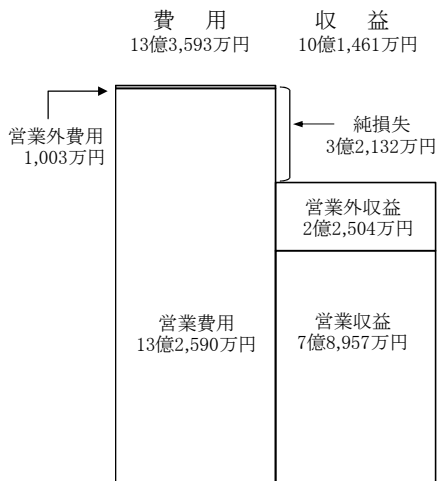 費　用
13億3,593万円
収　益
10億1,461万円
営業外費用
1,003万円
純損失
3億2,132万円
営業外収益
2億2,504万円
営業費用
13億2,590万円
営業収益
7億8,957万円